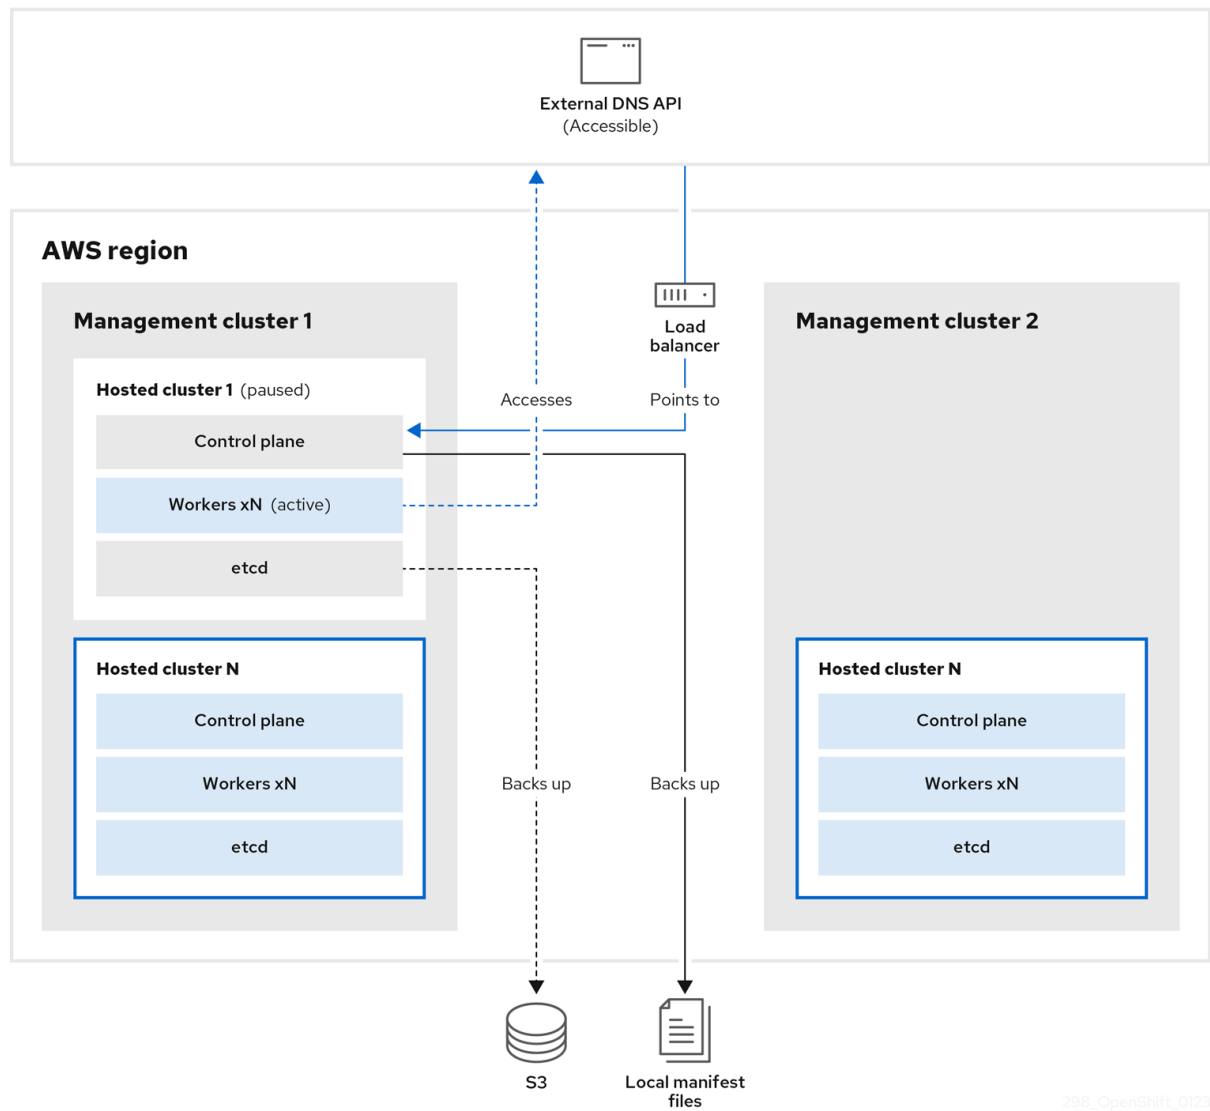 External DNS API
(Accessible)
AWS region
Management cluster 1
Hosted cluster 1 (paused)
Control plane
Workers xN (active)
etcd
Hosted cluster N
Control plane
Workers xN
etcd
Accesses
Load
balancer
Points to
Backs up
Backs up
Management cluster 2
Hosted cluster N
Control plane
Workers xN
etcd
S3
Local manifest
files
298_OpenShift_0123